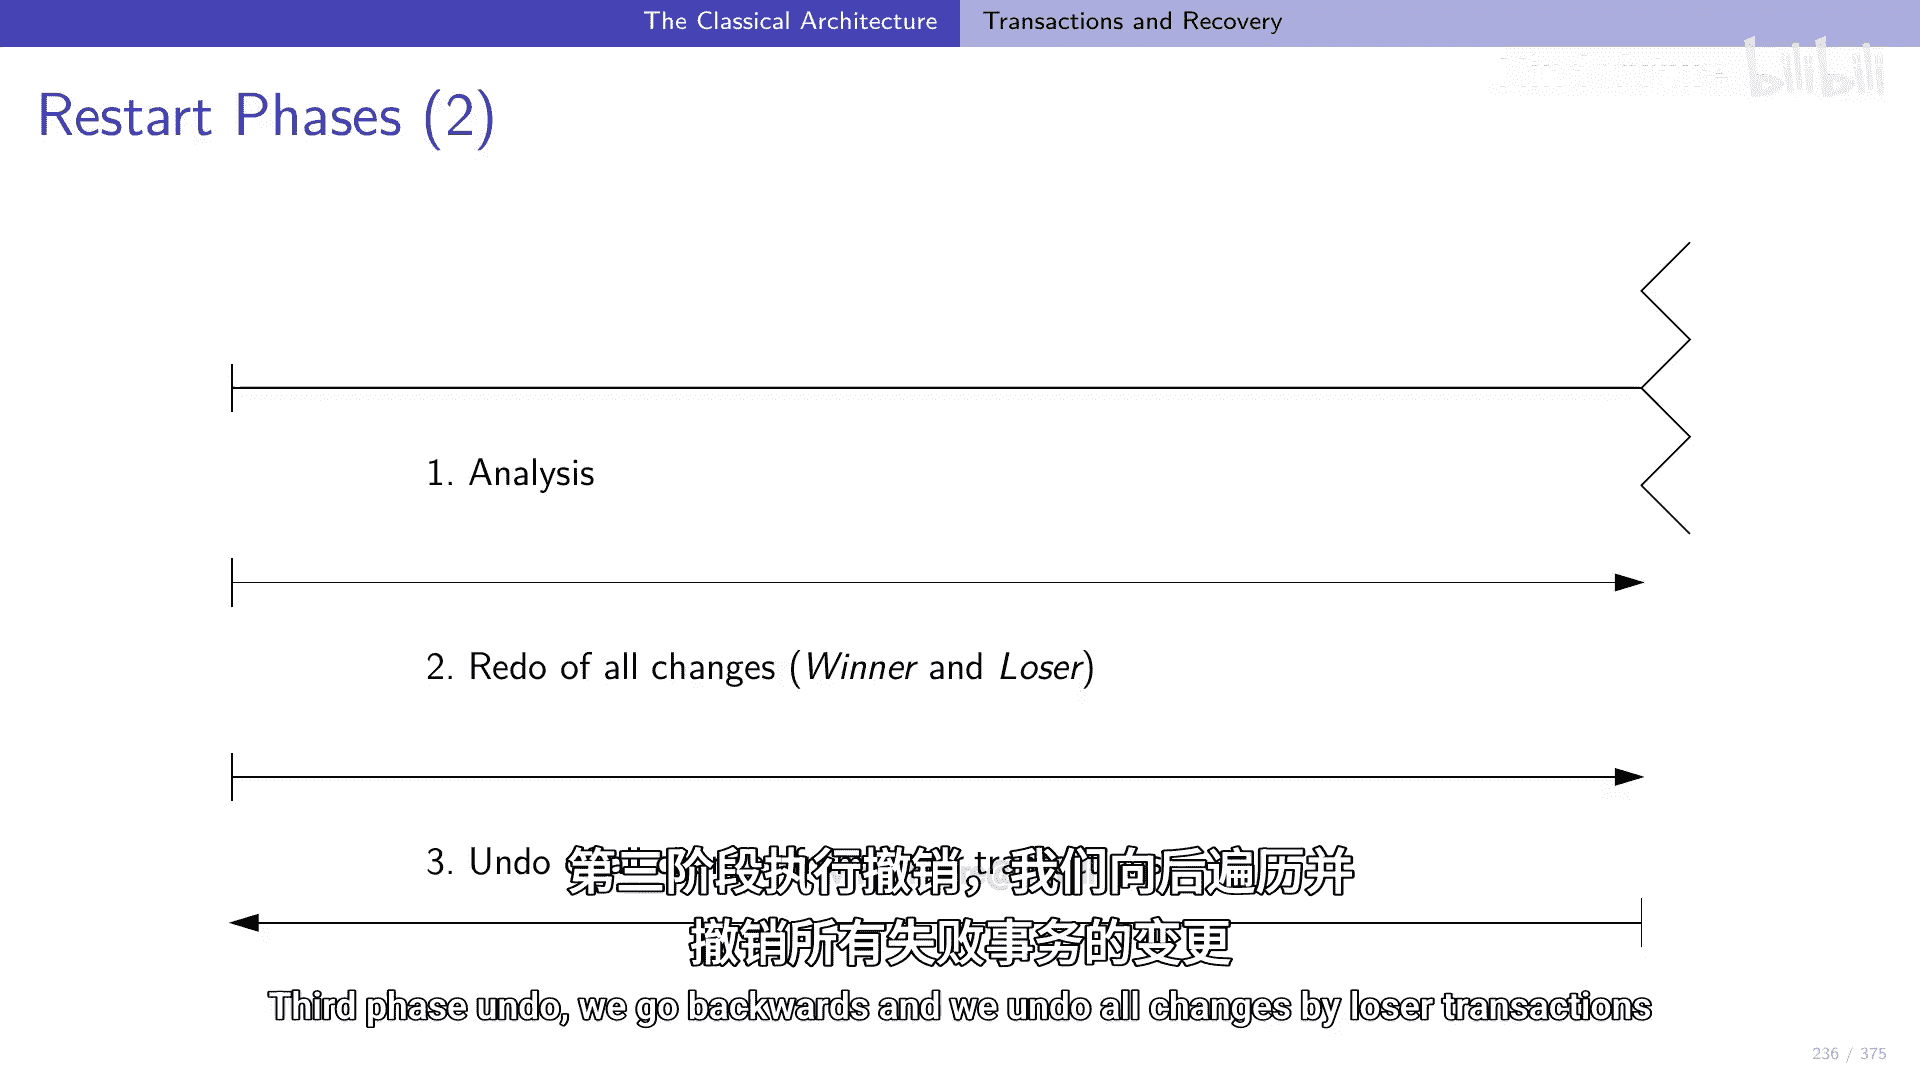 The Classical Architecture
Transactions and Recovery
bilibili
Restart Phases (2)
1. Analysis
2. Redo of all changes (Winner and Loser)
3. Undo
第三阶段执行撤销，我们向后遍历并
撤销所有失败事务的变更
Third phase undo, we go backwards and we undo all changes by loser transactions
236 / 375